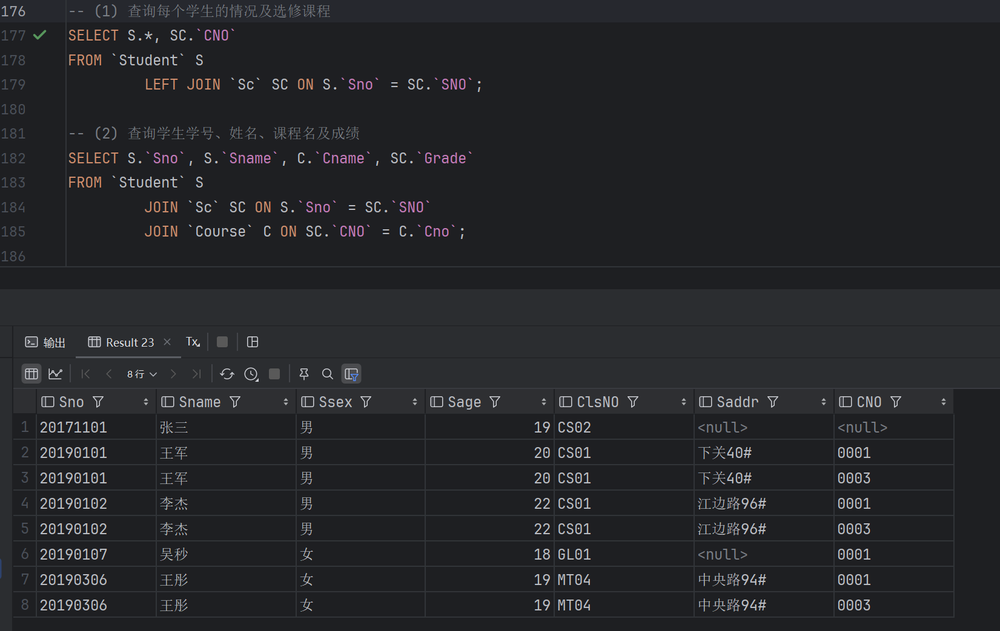 176 -- (1) 查询每个学生的情况及选修课程
177 SELECT S.*, SC.`CNO`
178 FROM `Student` S
179 LEFT JOIN `Sc` SC ON S.`Sno` = SC.`SNO`;
180
181 -- (2) 查询学生学号、姓名、课程名及成绩
182 SELECT S.`Sno`, S.`Sname`, C.`Cname`, SC.`Grade`
183 FROM `Student` S
184 JOIN `Sc` SC ON S.`Sno` = SC.`SNO`
185 JOIN `Course` C ON SC.`CNO` = C.`Cno`;
186
输出 Result 23 Tx
8 行
Sno Sname Ssex Sage ClsNO Saddr CNO
1 20171101 张三 男 19 CS02 <null> <null>
2 20190101 王军 男 20 CS01 下关40# 0001
3 20190101 王军 男 20 CS01 下关40# 0003
4 20190102 李杰 男 22 CS01 江边路96# 0001
5 20190102 李杰 男 22 CS01 江边路96# 0003
6 20190107 吴秒 女 18 GL01 <null> 0001
7 20190306 王彤 女 19 MT04 中央路94# 0001
8 20190306 王彤 女 19 MT04 中央路94# 0003